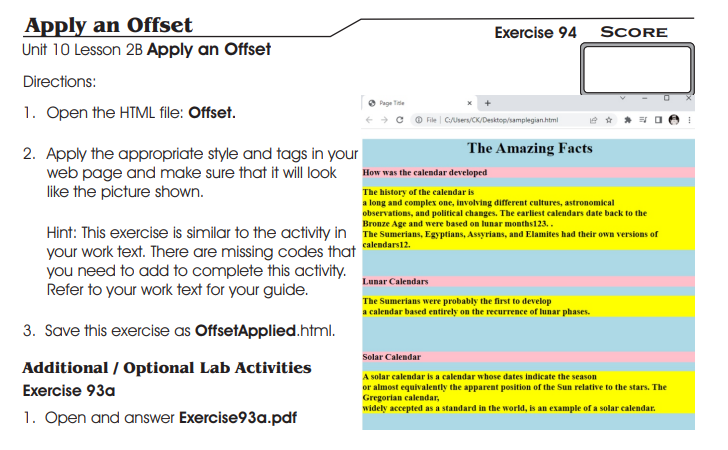 Apply an Offset
Exercise 94 SCORE
Unit 10 Lesson 2B Apply an Offset
Directions:
1. Open the HTML file: Offset.
2. Apply the appropriate style and tags in your
web page and make sure that it will look
like the picture shown.
Hint: This exercise is similar to the activity in
your work text. There are missing codes that
you need to add to complete this activity.
Refer to your work text for your guide.
3. Save this exercise as OffsetApplied.html.
Additional / Optional Lab Activities
Exercise 93a
1. Open and answer Exercise93a.pdf
Page Title
File | C:/Users/CK/Desktop/samplegian.html
The Amazing Facts
How was the calendar developed
The history of the calendar is
a long and complex one, involving different cultures, astronomical
observations, and political changes. The earliest calendars date back to the
Bronze Age and were based on lunar months123. .
The Sumerians, Egyptians, Assyrians, and Elamites had their own versions of
calendars12.
Lunar Calendars
The Sumerians were probably the first to develop
a calendar based entirely on the recurrence of lunar phases.
Solar Calendar
A solar calendar is a calendar whose dates indicate the season
or almost equivalently the apparent position of the Sun relative to the stars. The
Gregorian calendar,
widely accepted as a standard in the world, is an example of a solar calendar.